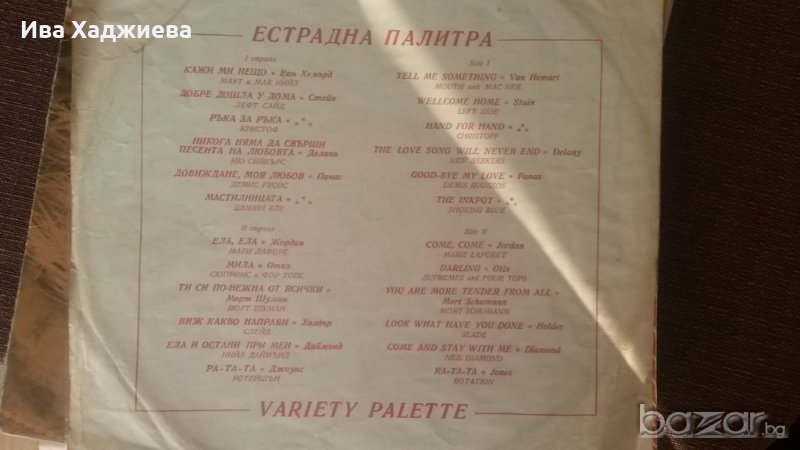 Ива Хаджиева
ЕСТРАДНА ПАЛИТРА
I страна
КАЖИ МИ НЕЩО • Ван Хемърд
МАУТ и МАК НИЙЛ
ДОБРЕ ДОШЛА У ДОМА • Стейн
ЛЕФТ САЙД
РЪКА ЗА РЪКА •
КРИСТОФ
НИКОГА НЯМА ДА СВЪРШИ
ПЕСЕНТА НА ЛЮБОВТА • Делани
НЮ СИЙКЪРС
ДОВИЖДАНЕ, МОЯ ЛЮБОВ • Панас
ДЕМИС РУСОС
МАСТИЛНИЦАТА •
ШОКИН БЛУ
II страна
ЕЛА, ЕЛА • Жордан
МАРИ ЛАФОРЕ
МИЛА • Отис
СЮПРИМС и ФОР ТОПС
ТИ СИ ПО-НЕЖНА ОТ ВСИЧКИ •
Морт Шуман
МОРТ ШУМАН
ВИЖ КАКВО НАПРАВИ • Холдър
СЛЕЙД
ЕЛА И ОСТАНИ ПРИ МЕН • Даймънд
НИЙЛ ДАЙМЪНД
РА-ТА-ТА • Джоунс
РОТЕЙШЪН
Side I
TELL ME SOMETHING • Van Hemart
MOUTH and MAC NEIL
WELLCOME HOME • Stain
LEFT SIDE
HAND FOR HAND •
CHRISTOFF
THE LOVE SONG WILL NEVER END • Delany
NEW SEEKERS
GOOD-BYE MY LOVE • Panas
DEMIS ROUSSOS
THE INKPOT •
SHOKING BLUE
Side II
COME, COME • Jordan
MARIE LAFORET
DARLING • Otis
SUPREMES and FOUR TOPS
YOU ARE MORE TENDER FROM ALL •
Mort Schumann
MORT SCHUMANN
LOOK WHAT HAVE YOU DONE • Holder
SLADE
COME AND STAY WITH ME • Diamond
NEIL DIAMOND
RA-TA-TA • Jones
ROTATION
VARIETY PALETTE
bazar.bg